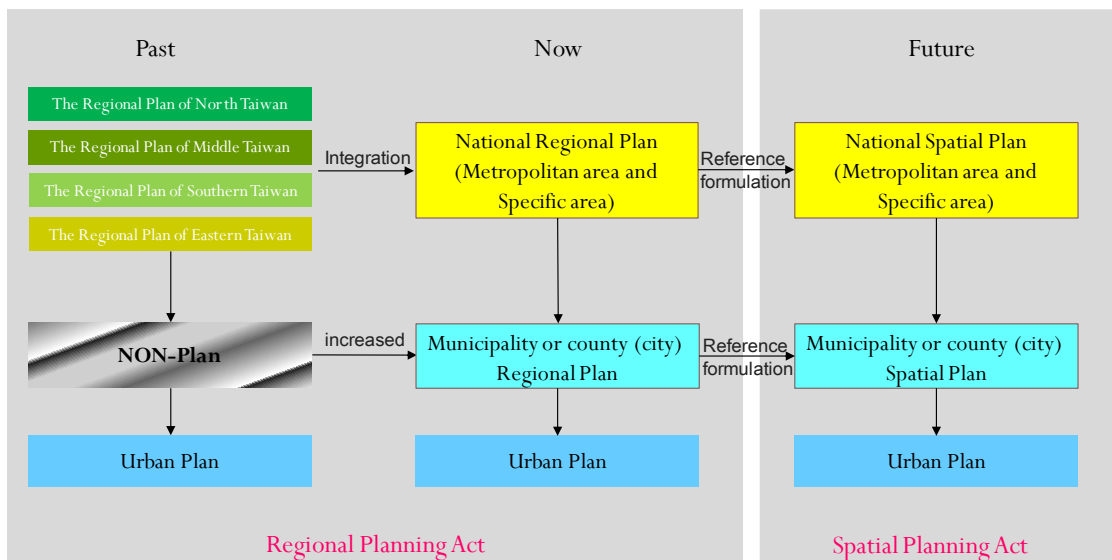 Past
Now
Future
The Regional Plan of North Taiwan
The Regional Plan of Middle Taiwan
The Regional Plan of Southern Taiwan
The Regional Plan of Eastern Taiwan
Integration
National Regional Plan
(Metropolitan area and
Specific area)
Reference
formulation
National Spatial Plan
(Metropolitan area and
Specific area)
NON-Plan
increased
Municipality or county (city)
Regional Plan
Reference
formulation
Municipality or county (city)
Spatial Plan
Urban Plan
Urban Plan
Urban Plan
Regional Planning Act
Spatial Planning Act